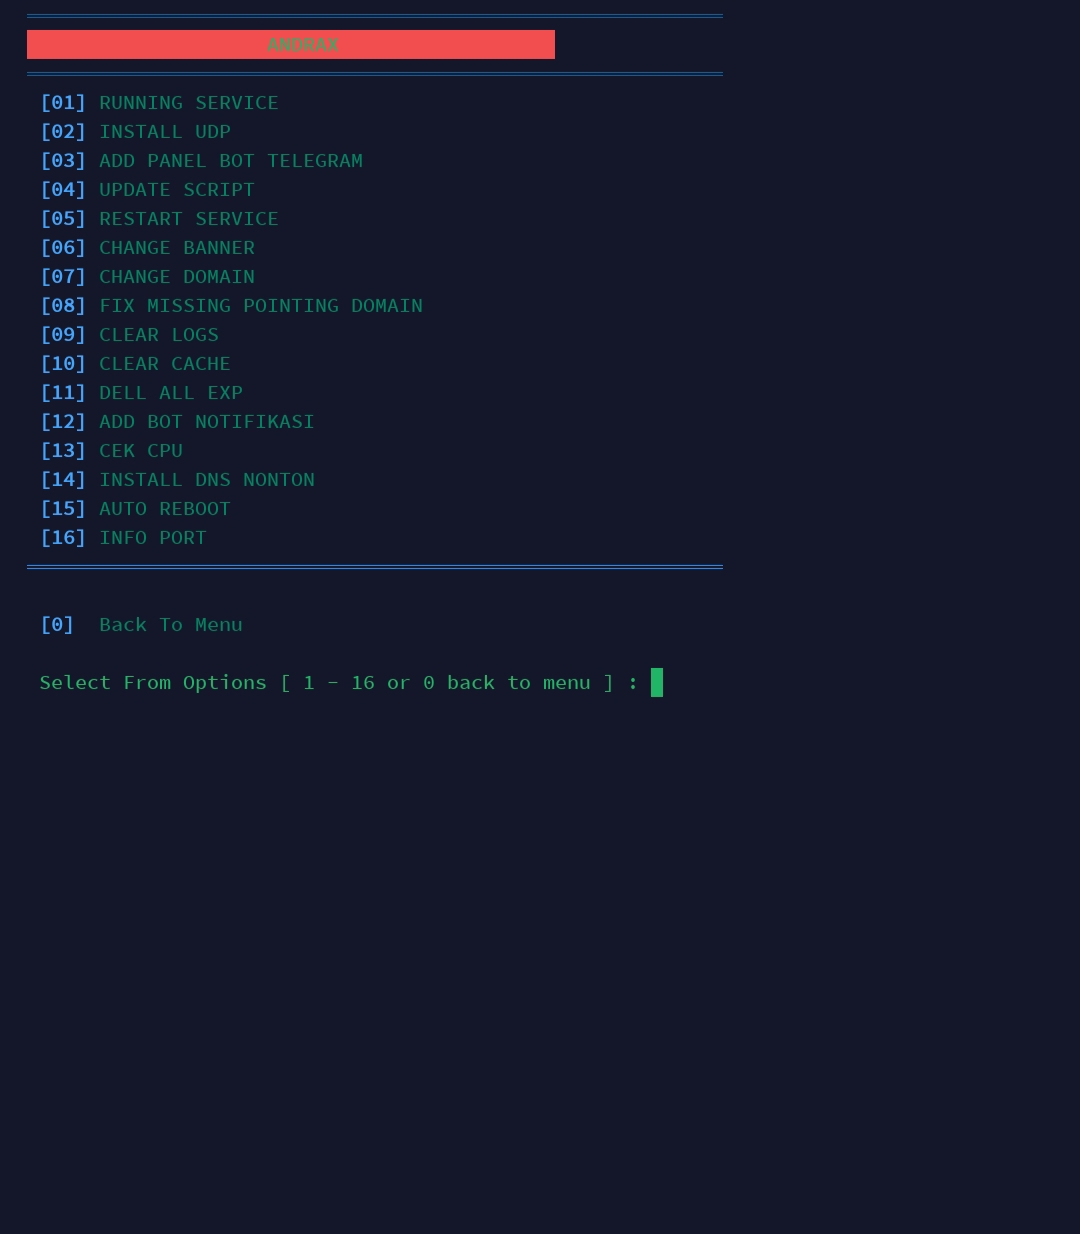 ANDRAX
[01] RUNNING SERVICE
[02] INSTALL UDP
[03] ADD PANEL BOT TELEGRAM
[04] UPDATE SCRIPT
[05] RESTART SERVICE
[06] CHANGE BANNER
[07] CHANGE DOMAIN
[08] FIX MISSING POINTING DOMAIN
[09] CLEAR LOGS
[10] CLEAR CACHE
[11] DELL ALL EXP
[12] ADD BOT NOTIFIKASI
[13] CEK CPU
[14] INSTALL DNS NONTON
[15] AUTO REBOOT
[16] INFO PORT
[0] Back To Menu
Select From Options [ 1 - 16 or 0 back to menu ] :